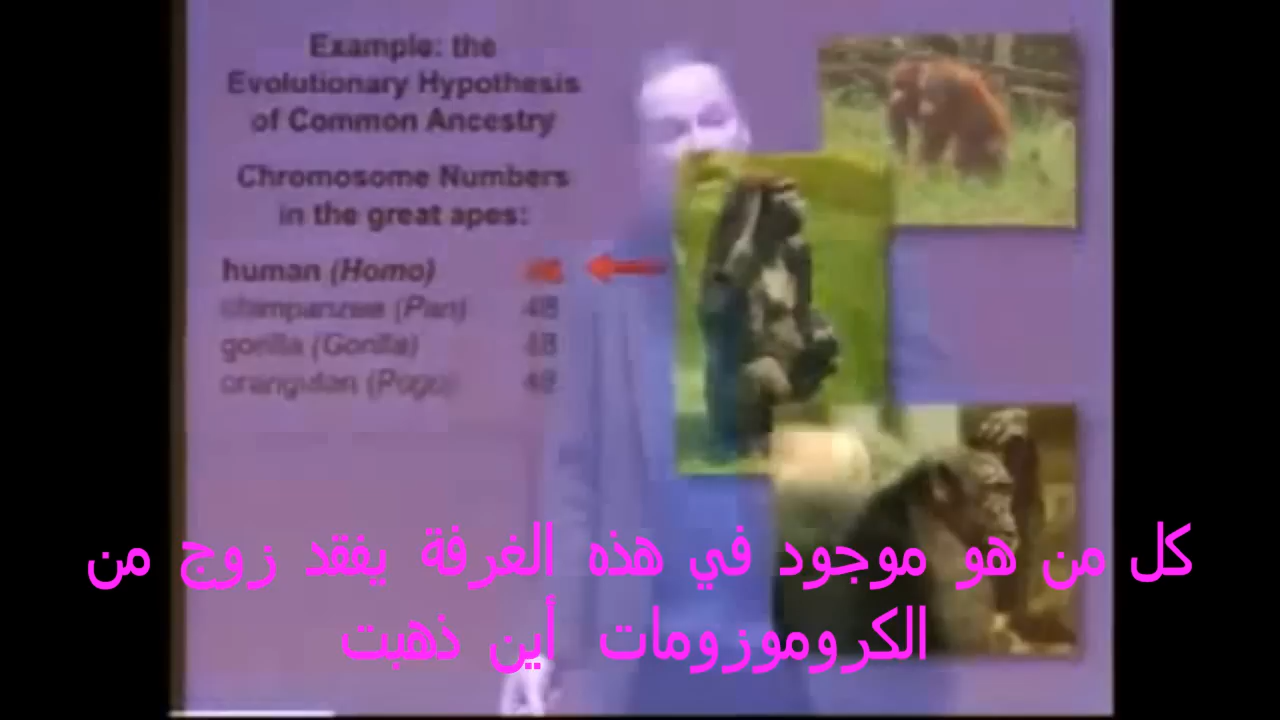 Example: the
Evolutionary Hypothesis
of Common Ancestry
Chromosome Numbers
in the great apes:
human (Homo)
chimpanzee (Pan) 48
gorilla (Gorilla) 48
orangutan (Pogo) 48
كل من هو موجود في هذه الغرفة يفقد زوج من
الكروموزومات أين ذهبت